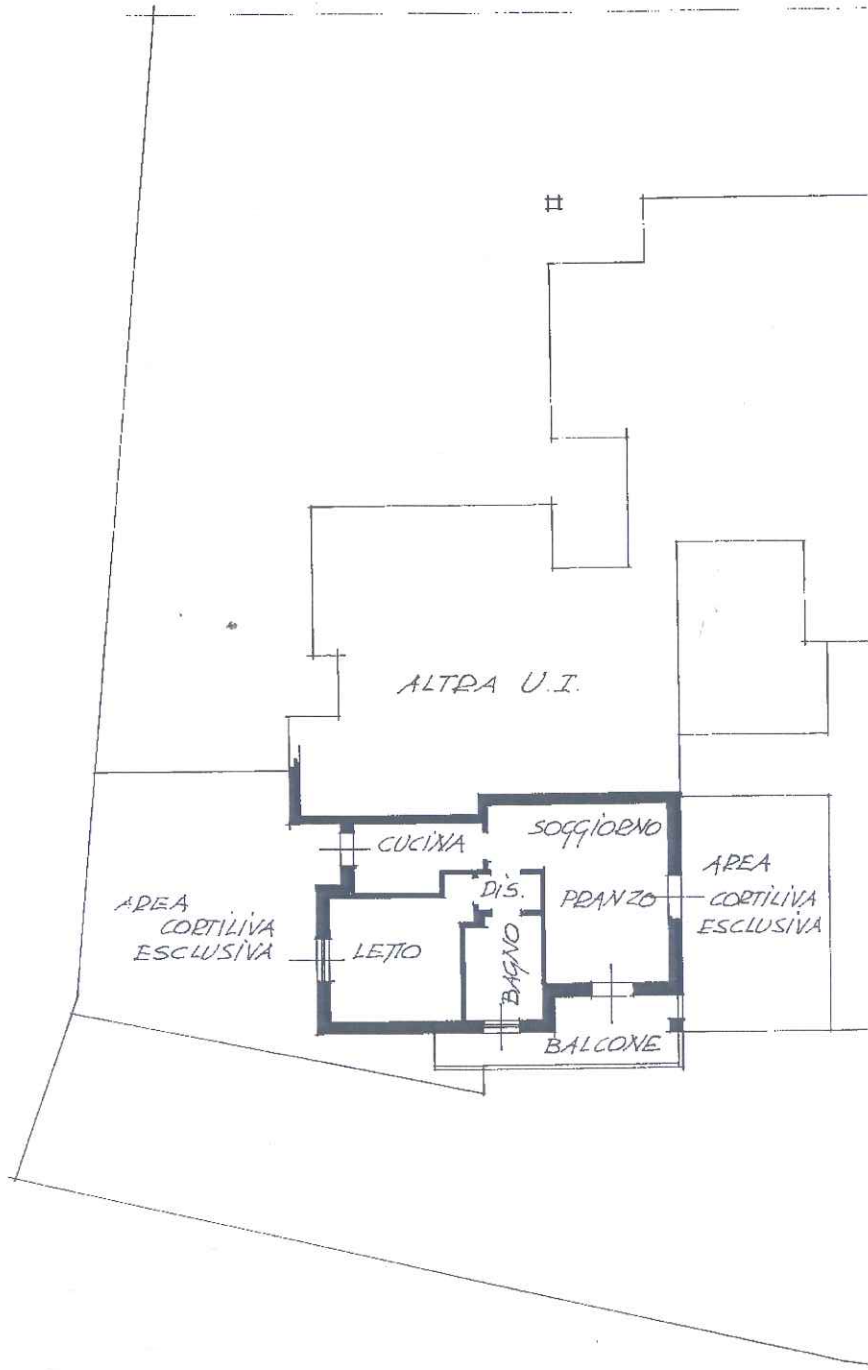 ALTRA U.I.
CUCINA
SOGGIORNO
DIS.
PRANZO
AREA
CORTILIVA
ESCLUSIVA
AREA
CORTILIVA
ESCLUSIVA
LETTO
BAGNO
BALCONE